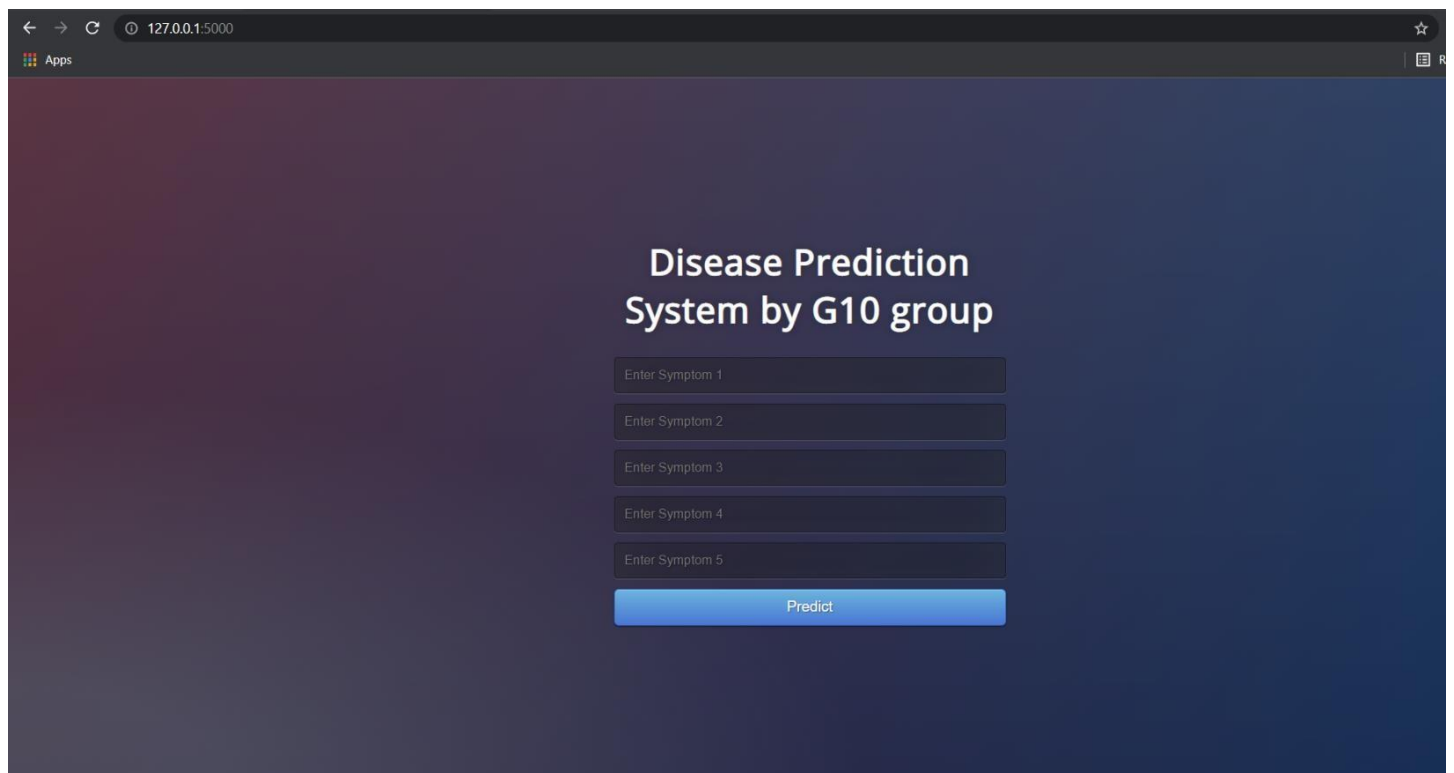 127.0.0.1:5000
Apps
R
Disease Prediction
System by G10 group
Enter Symptom 1
Enter Symptom 2
Enter Symptom 3
Enter Symptom 4
Enter Symptom 5
Predict